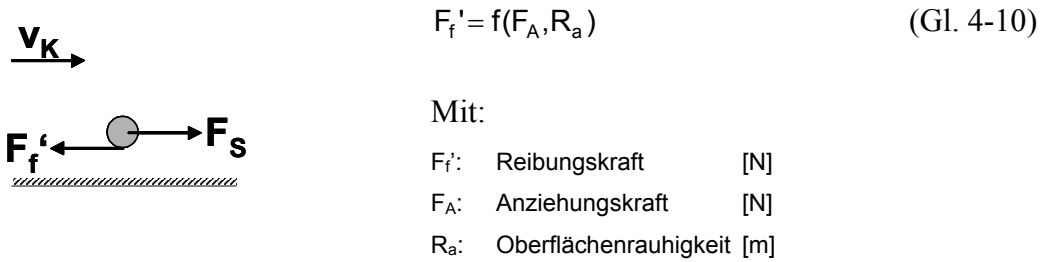 v_K
F_f‘ F_S
F_f' = f(F_A,R_a) (Gl. 4-10)
Mit:
F_f’: Reibungskraft [N]
F_A: Anziehungskraft [N]
R_a: Oberflächenrauhigkeit [m]